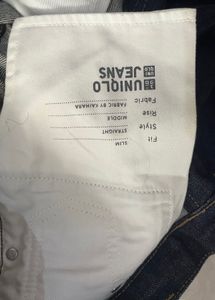 UNIQLO
JEANS
Fit SLIM
Style STRAIGHT
Rise MIDDLE
Fabric FABRIC BY KAIHARA